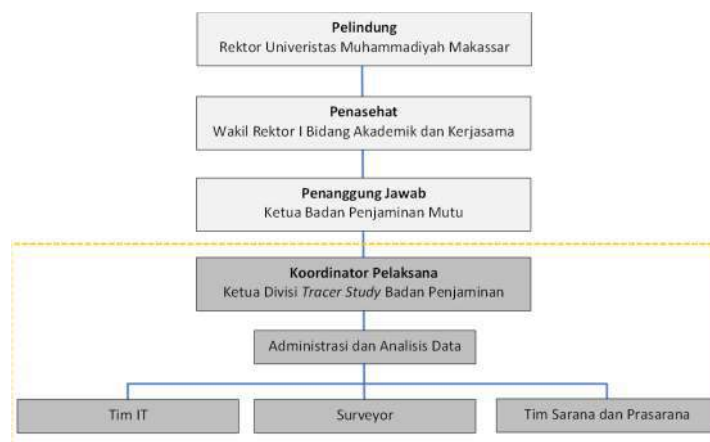 Pelindung
Rektor Univeristas Muhammadiyah Makassar
Penasehat
Wakil Rektor I Bidang Akademik dan Kerjasama
Penanggung Jawab
Ketua Badan Penjaminan Mutu
Koordinator Pelaksana
Ketua Divisi Tracer Study Badan Penjaminan
Administrasi dan Analisis Data
Tim IT
Surveyor
Tim Sarana dan Prasarana